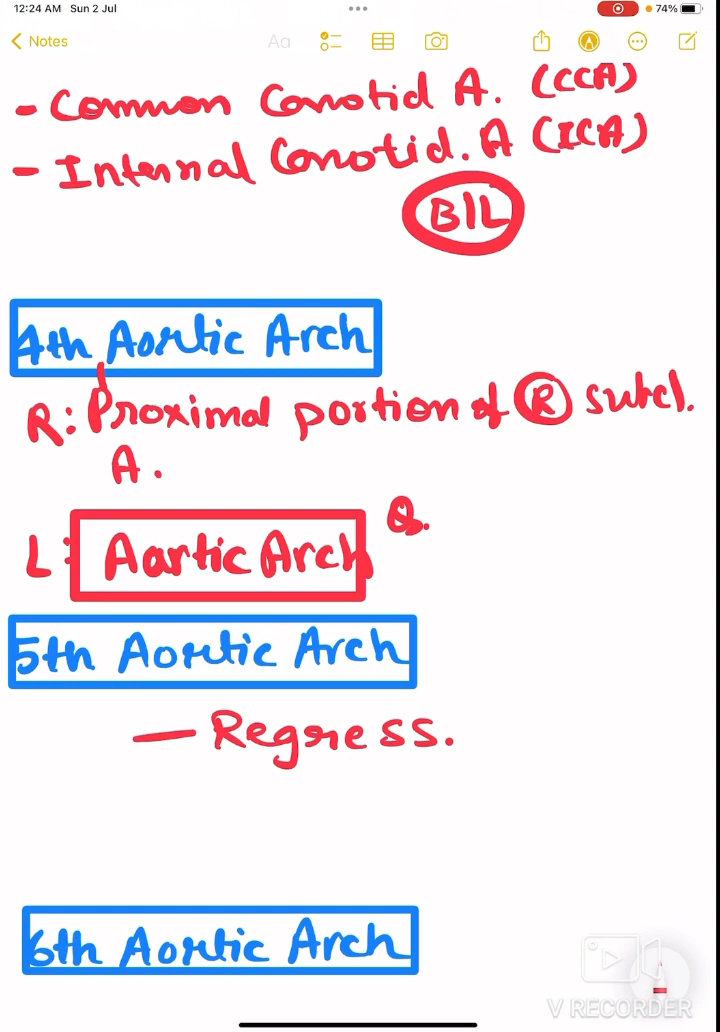 12:24 AM Sun 2 Jul
74%
Notes
Aa
- Common Carotid A. (CCA)
- Internal Carotid. A (ICA)
B/L
4th Aortic Arch
R: Proximal portion of R subcl.
A.
L: Aortic Arch Q.
5th Aortic Arch
- Regress.
6th Aortic Arch
V RECORDER